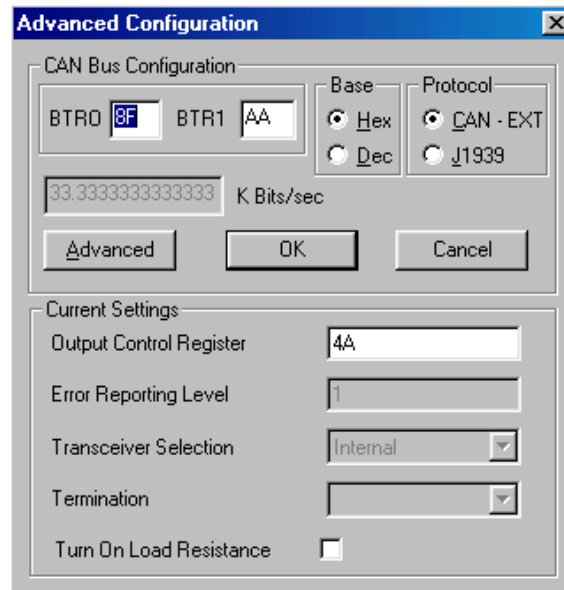 Advanced Configuration
CAN Bus Configuration
BTR0 8F BTR1 AA
Base
Hex
Dec
Protocol
CAN - EXT
J1939
33.3333333333333 K Bits/sec
Advanced OK Cancel
Current Settings
Output Control Register 4A
Error Reporting Level 1
Transceiver Selection Internal
Termination
Turn On Load Resistance